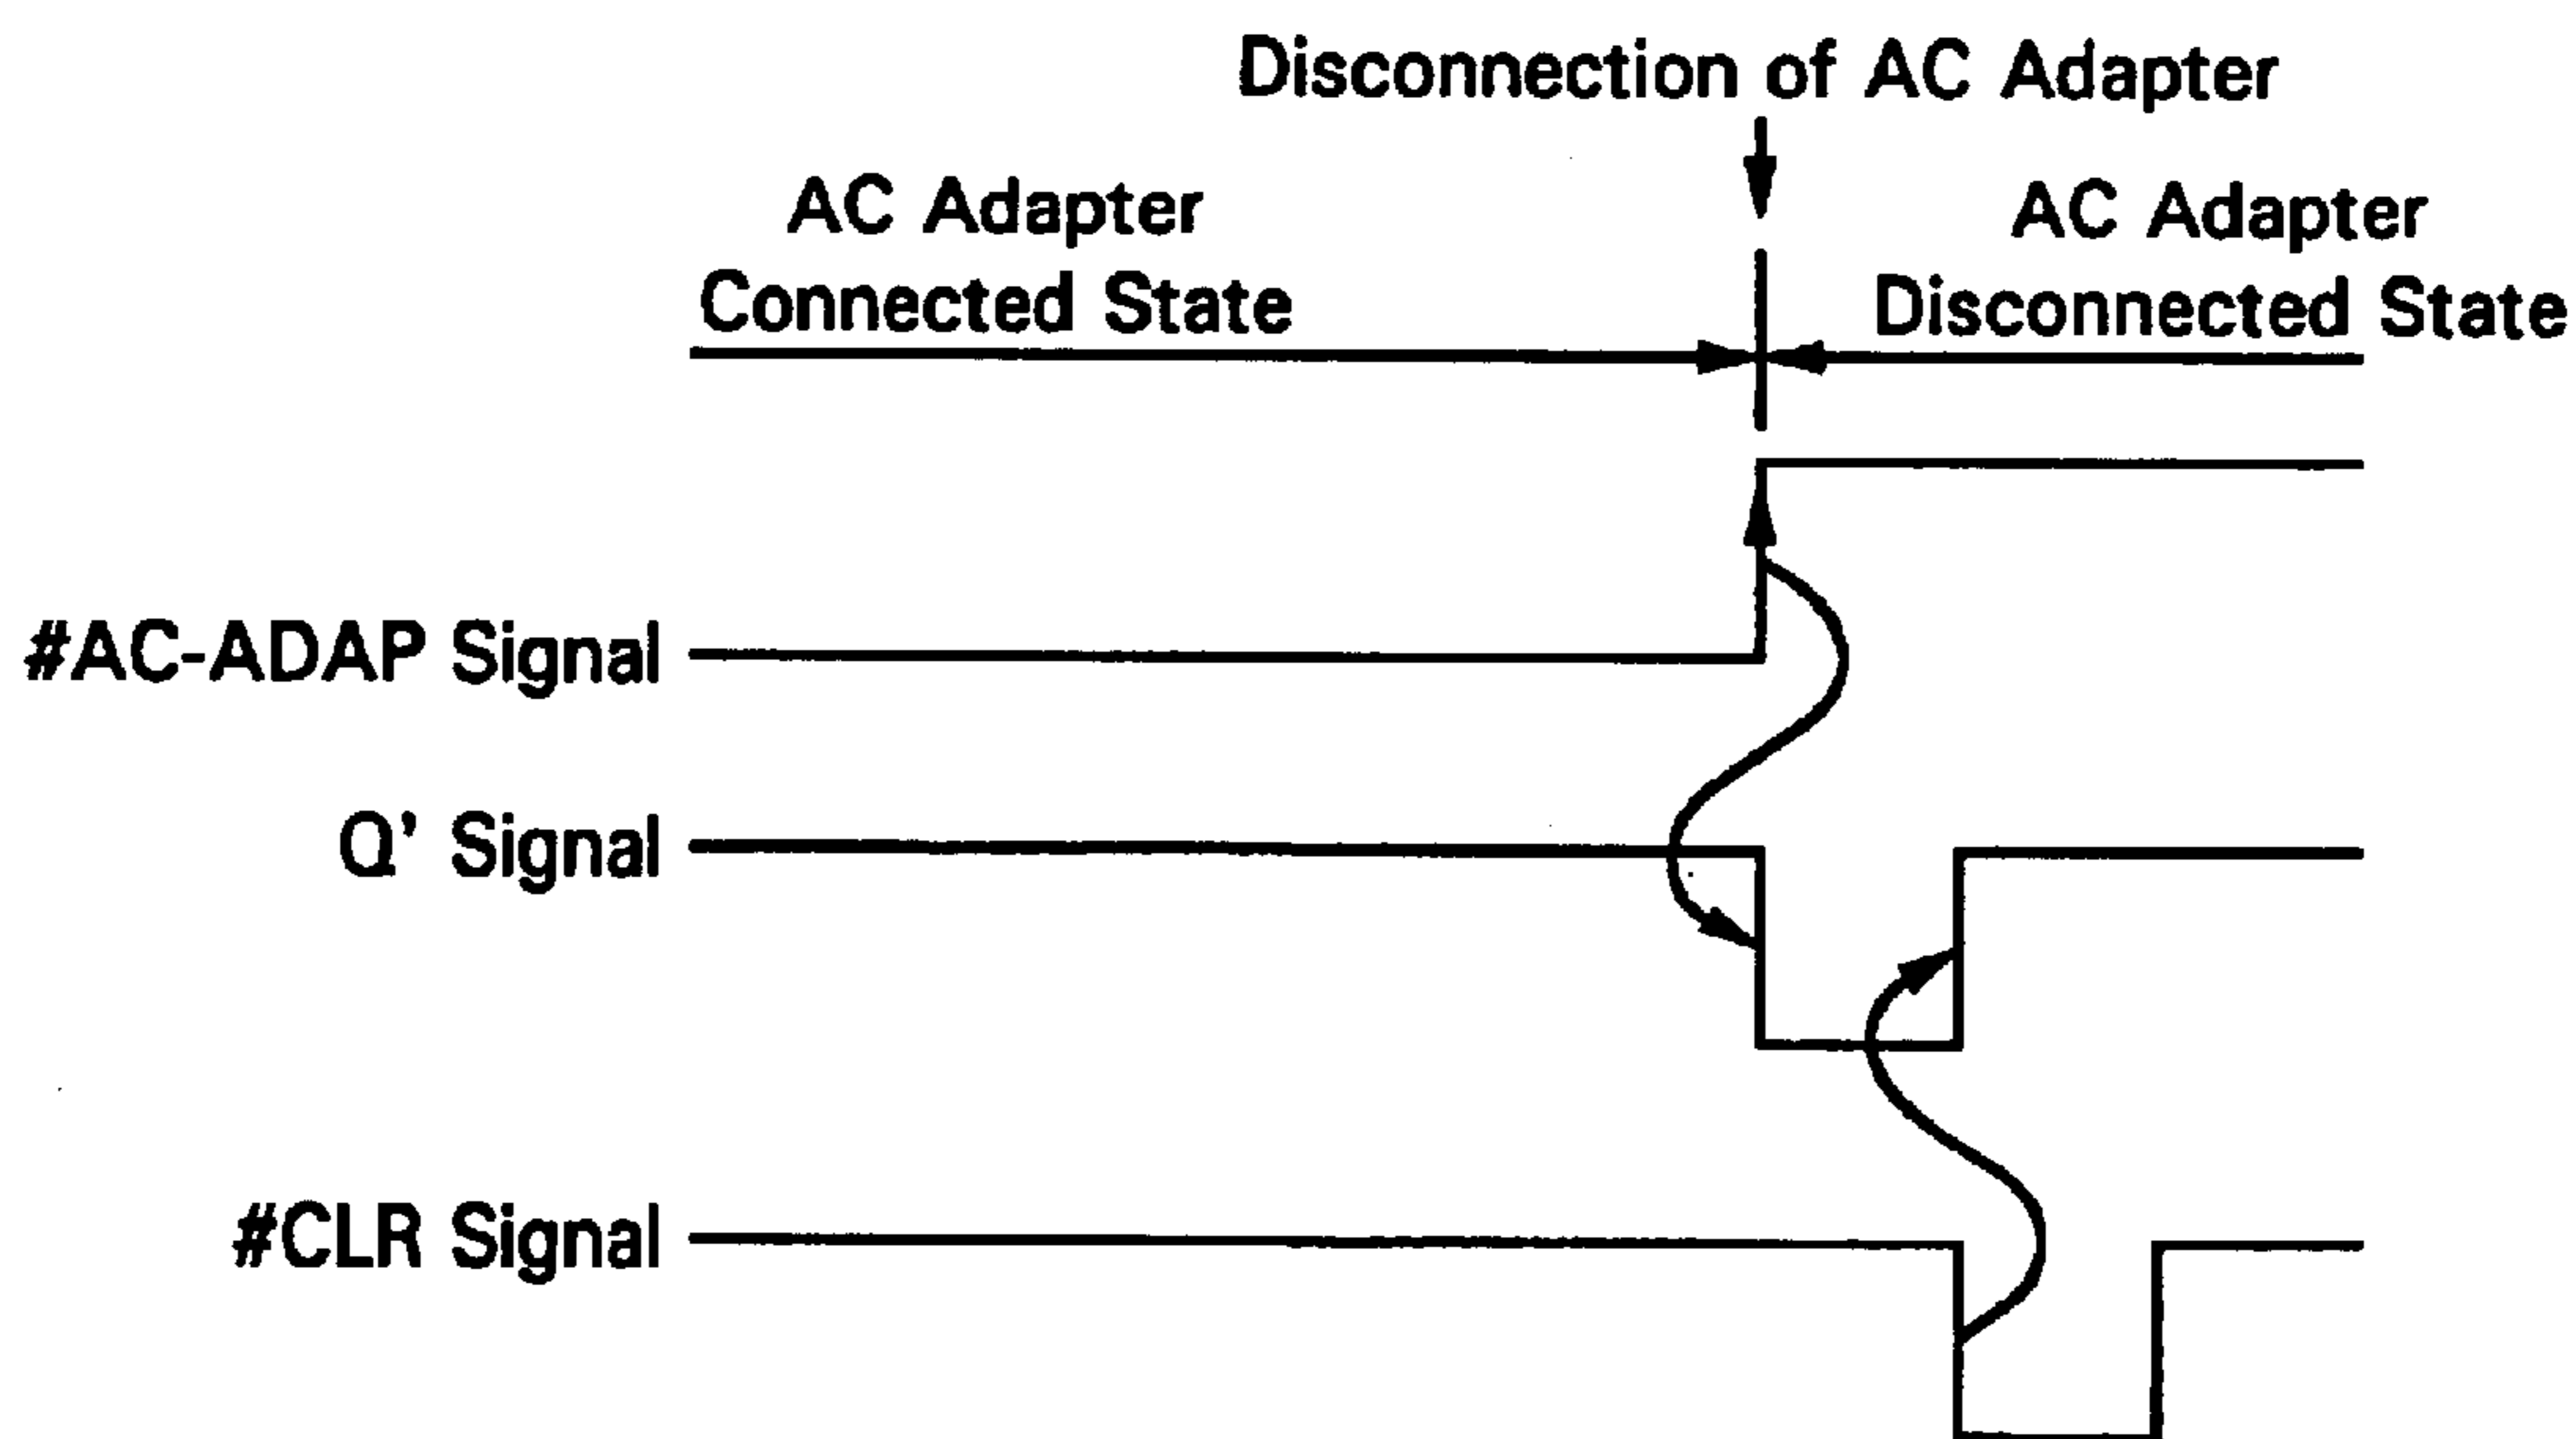 Disconnection of AC Adapter
AC Adapter
Connected State
AC Adapter
Disconnected State
#AC-ADAP Signal
Q' Signal
#CLR Signal